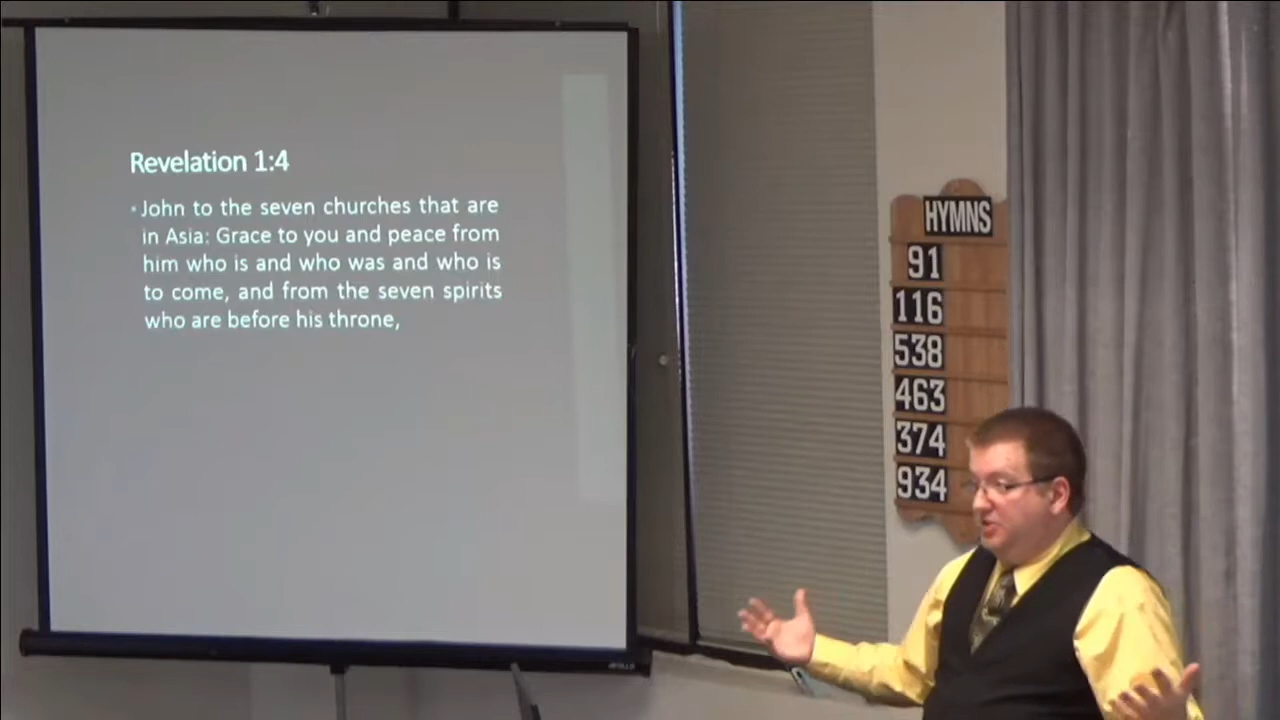 Revelation 1:4
• John to the seven churches that are
in Asia: Grace to you and peace from
him who is and who was and who is
to come, and from the seven spirits
who are before his throne,
HYMNS
91
116
538
463
374
934
APOLLO